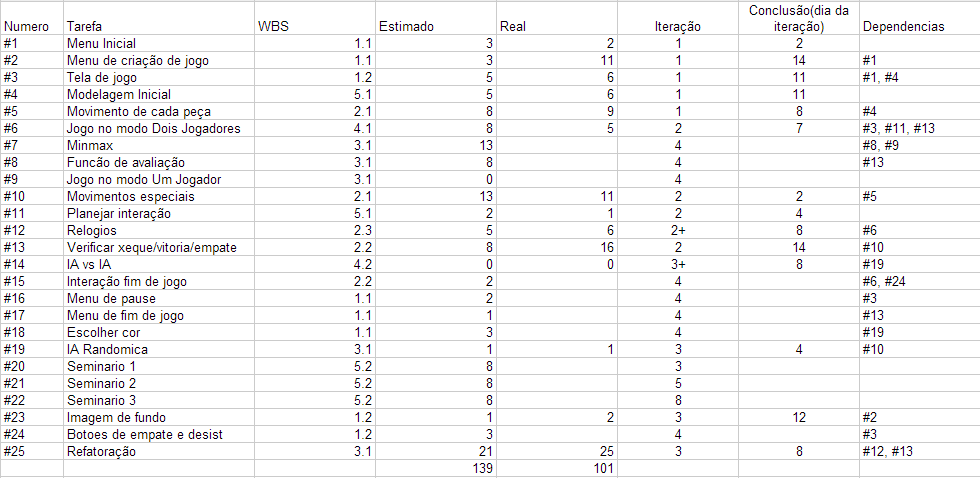 Numero Tarefa WBS Estimado Real Iteração Conclusão(dia da iteração) Dependencias
#1 Menu Inicial 1.1 3 2 1 2
#2 Menu de criação de jogo 1.1 3 11 1 14 #1
#3 Tela de jogo 1.2 5 6 1 11 #1, #4
#4 Modelagem Inicial 5.1 5 6 1 11
#5 Movimento de cada peça 2.1 8 9 1 8 #4
#6 Jogo no modo Dois Jogadores 4.1 8 5 2 7 #3, #11, #13
#7 Minmax 3.1 13 4 #8, #9
#8 Funcão de avaliação 3.1 8 4 #13
#9 Jogo no modo Um Jogador 3.1 0 4
#10 Movimentos especiais 2.1 13 11 2 2 #5
#11 Planejar interação 5.1 2 1 2 4
#12 Relogios 2.3 5 6 2+ 8 #6
#13 Verificar xeque/vitoria/empate 2.2 8 16 2 14 #10
#14 IA vs IA 4.2 0 0 3+ 8 #19
#15 Interação fim de jogo 2.2 2 4 #6, #24
#16 Menu de pause 1.1 2 4 #3
#17 Menu de fim de jogo 1.1 1 4 #13
#18 Escolher cor 1.1 3 4 #19
#19 IA Randomica 3.1 1 1 3 4 #10
#20 Seminario 1 5.2 8 3
#21 Seminario 2 5.2 8 5
#22 Seminario 3 5.2 8 8
#23 Imagem de fundo 1.2 1 2 3 12 #2
#24 Botoes de empate e desist 1.2 3 4 #3
#25 Refatoração 3.1 21 25 3 8 #12, #13
139 101